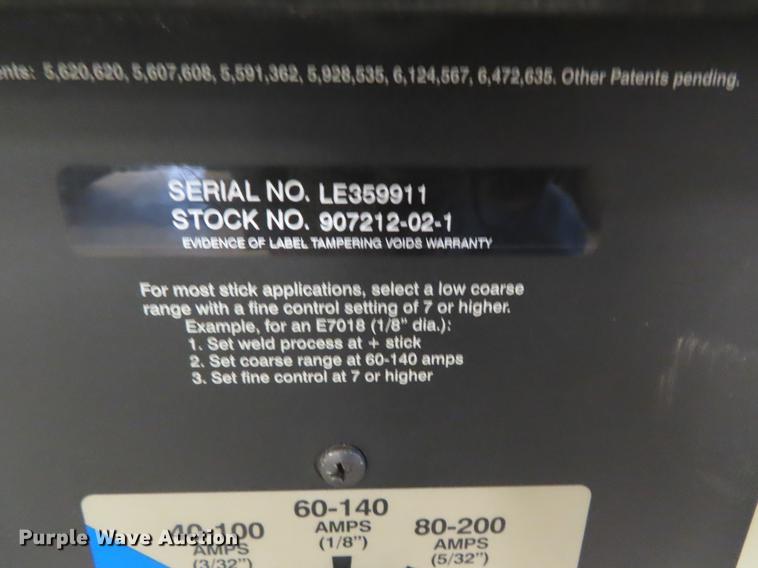 ents: 5,620,620, 5,607,608, 5,591,362, 5,928,535, 6,124,567, 6,472,635. Other Patents pending.
SERIAL NO. LE359911
STOCK NO. 907212-02-1
EVIDENCE OF LABEL TAMPERING VOIDS WARRANTY
For most stick applications, select a low coarse
range with a fine control setting of 7 or higher.
Example, for an E7018 (1/8" dia.):
1. Set weld process at + stick
2. Set coarse range at 60-140 amps
3. Set fine control at 7 or higher
60-140
AMPS
(1/8")
40-100
AMPS
(3/32")
80-200
AMPS
(5/32")
Purple Wave Auction